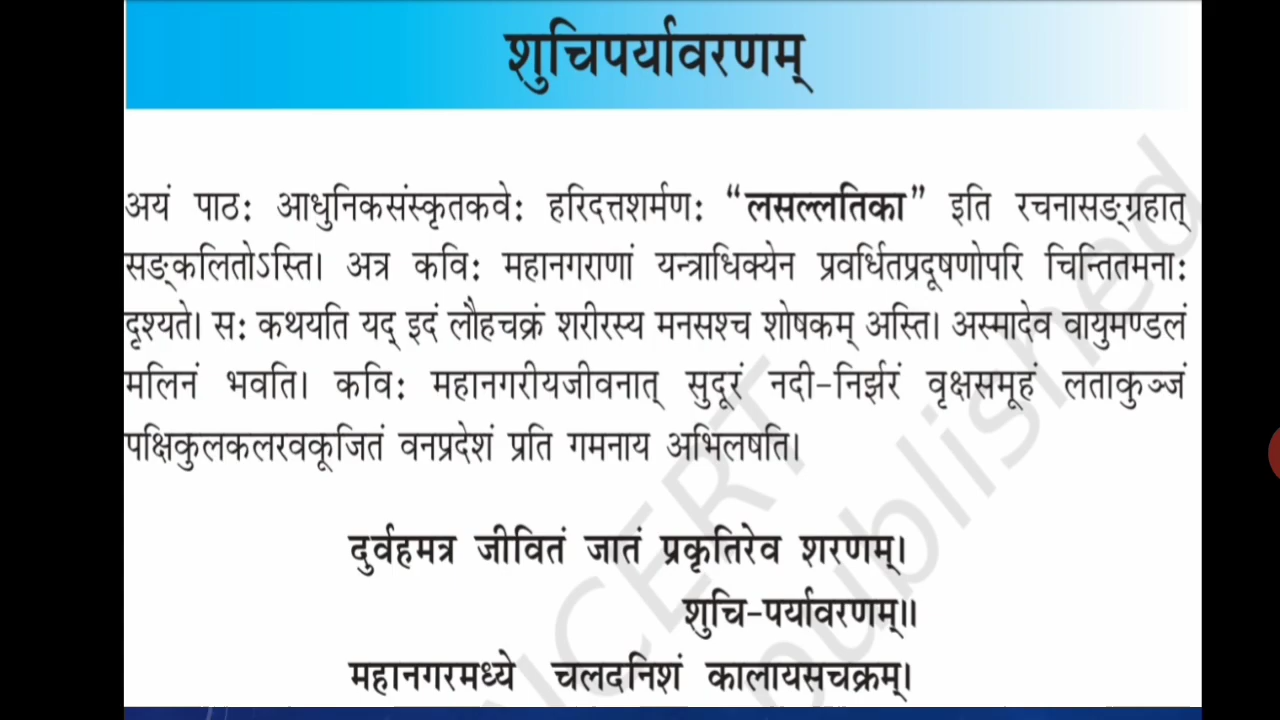 शुचिपर्यावरणम्
अयं पाठः आधुनिकसंस्कृतकवेः हरिदत्तशर्मणः “लसल्लतिका” इति रचनासङ्ग्रहात्
सङ्कलितोऽस्ति। अत्र कविः महानगराणां यन्त्राधिक्येन प्रवर्धितप्रदूषणोपरि चिन्तितमनाः
दृश्यते। सः कथयति यद् इदं लौहचक्रं शरीरस्य मनसश्च शोषकम् अस्ति। अस्मादेव वायुमण्डलं
मलिनं भवति। कविः महानगरीयजीवनात् सुदूरं नदी-निर्झरं वृक्षसमूहं लताकुञ्जं
पक्षिकुलकलरवकूजितं वनप्रदेशं प्रति गमनाय अभिलषति।
दुर्वहमत्र जीवितं जातं प्रकृतिरेव शरणम्।
शुचि-पर्यावरणम्॥
महानगरमध्ये चलदनिशं कालायसचक्रम्।
NCERT
published